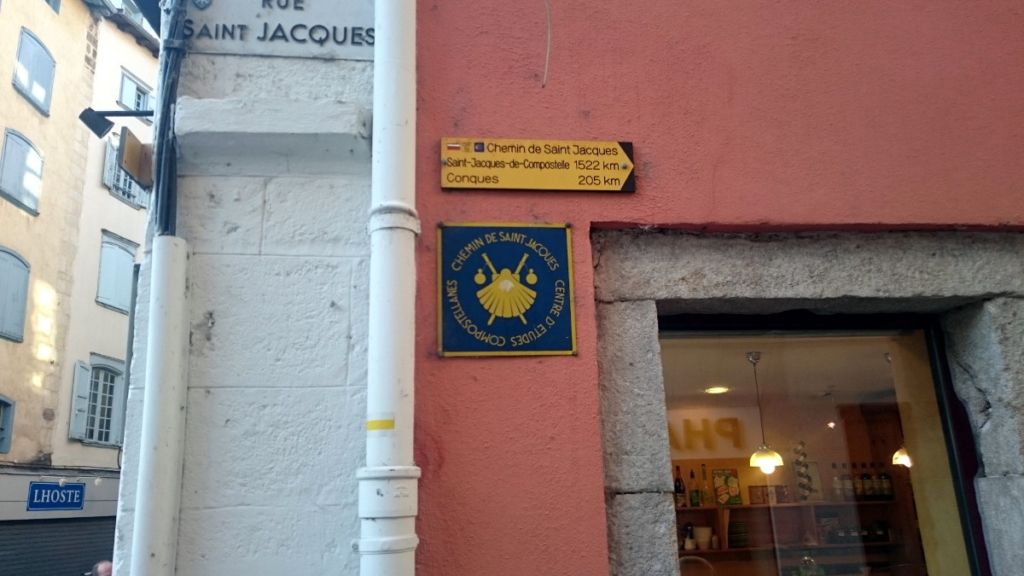 RUE
SAINT JACQUES
Chemin de Saint Jacques
Saint-Jacques-de-Compostelle 1522 km
Conques 205 km
CHEMIN DE SAINT JACQUES
CENTRE D'ETUDES COMPOSTELLANES
LHOSTE
PHA